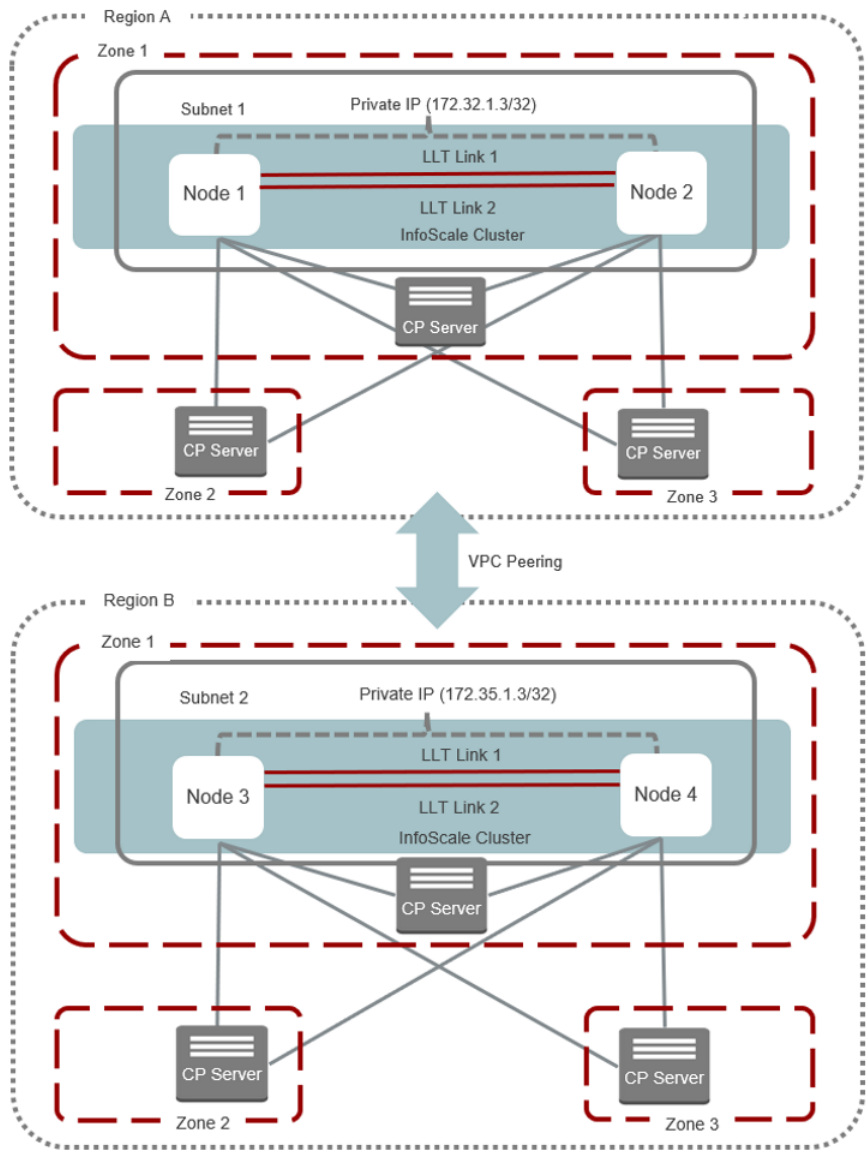 Region A
Zone 1
Private IP (172.32.1.3/32)
Subnet 1
LLT Link 1
Node 1
Node 2
LLT Link 2
InfoScale Cluster
CP Server
CP Server
CP Server
Zone 2
Zone 3
VPC Peering
Region B
Zone 1
Private IP (172.35.1.3/32)
Subnet 2
LLT Link 1
Node 3
Node 4
LLT Link 2
InfoScale Cluster
CP Server
CP Server
CP Server
Zone 2
Zone 3